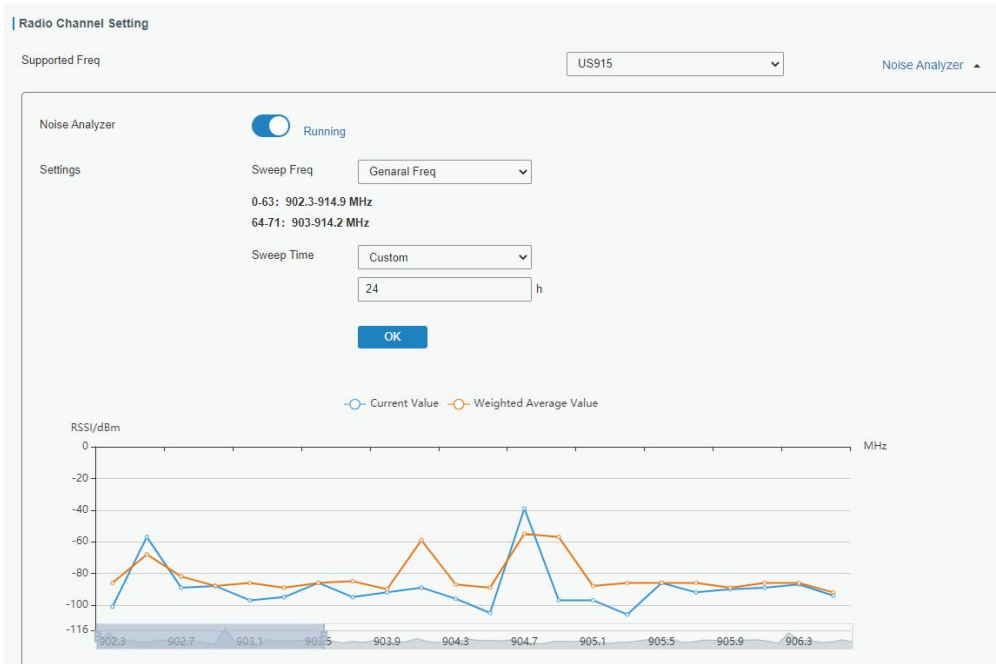 Radio Channel Setting
Supported Freq US915 Noise Analyzer
Noise Analyzer Running
Settings Sweep Freq Genaral Freq
0-63: 902.3-914.9 MHz
64-71: 903-914.2 MHz
Sweep Time Custom
24 h
OK
Current Value Weighted Average Value
RSSI/dBm
0 MHz
-20
-40
-60
-80
-100
-116
902.3 902.7 903.1 903.5 903.9 904.3 904.7 905.1 905.5 905.9 906.3